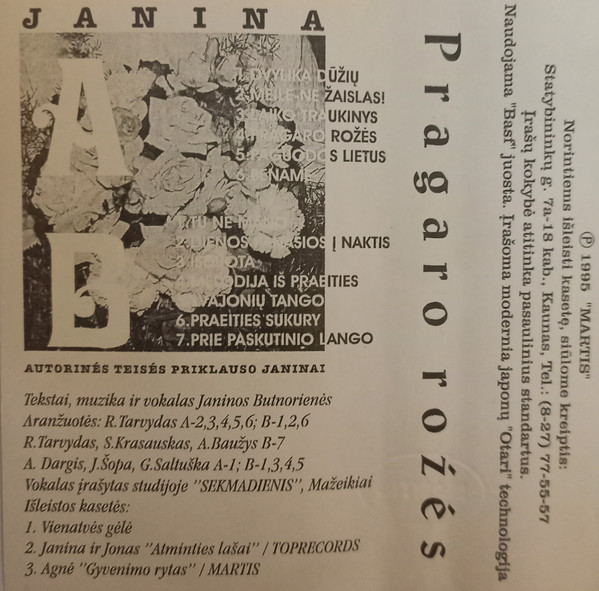 JANINA
A
1. DVYLIKA DŪŽIŲ
2. MEILĖ-NE ŽAISLAS!
3. LAIKO TRAUKINYS
4. PRAGARO ROŽĖS
5. PAGUODOS LIETUS
6.
B
1. TU NE MANO
2. LIEPNOS Į NAKTIS
3.
IŠ PRAEITIES
SVAJONIŲ TANGO
6.PRAEITIES SUKURY
7.PRIE PASKUTINIO LANGO
AUTORINĖS TEISĖS PRIKLAUSO JANINAI
Tekstai, muzika ir vokalas Janinos Butnorienės
Aranžuotės: R.Tarvydas A-2,3,4,5,6; B-1,2,6
R.Tarvydas, S.Krasauskas, A.Baužys B-7
A. Dargis, J.Šopa, G.Saltuška A-1; B-1,3,4,5
Vokalas įrašytas studijoje "SEKMADIENIS", Mažeikiai
Išleistos kasetės:
1. Vienatvės gėlė
2. Janina ir Jonas "Atminties lašai" / TOPRECORDS
3. Agnė "Gyvenimo rytas" / MARTIS
Pragaro rožės
Ⓟ 1995 "MARTIS"
Norintiems išleisti kasetę, siūlome kreiptis:
Statybininkų g. 7a-18 kab., Kaunas, Tel.: (8-27) 77-55-57
Įrašų kokybė atitinka pasaulinius standartus.
Naudojama "Basf" juosta. Įrašoma modernia japonų "Otari" technologija